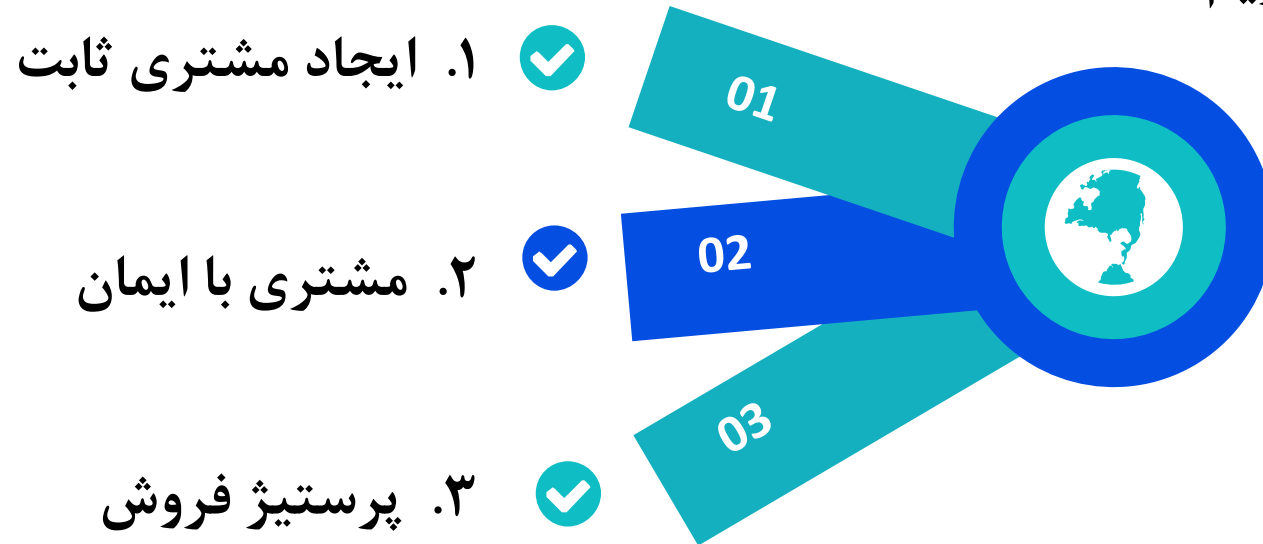 ۱. ایجاد مشتری ثابت
01
۲. مشتری با ایمان
02
۳. پرستیژ فروش
03